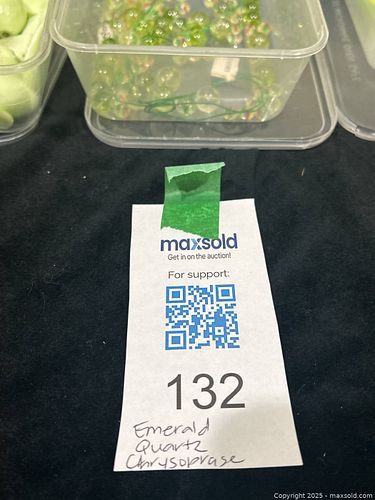 maxsold
Get in on the auction!
For support:
132
Emerald
Quartz
Chrysoprase
Copyright 2025 - maxsold.com